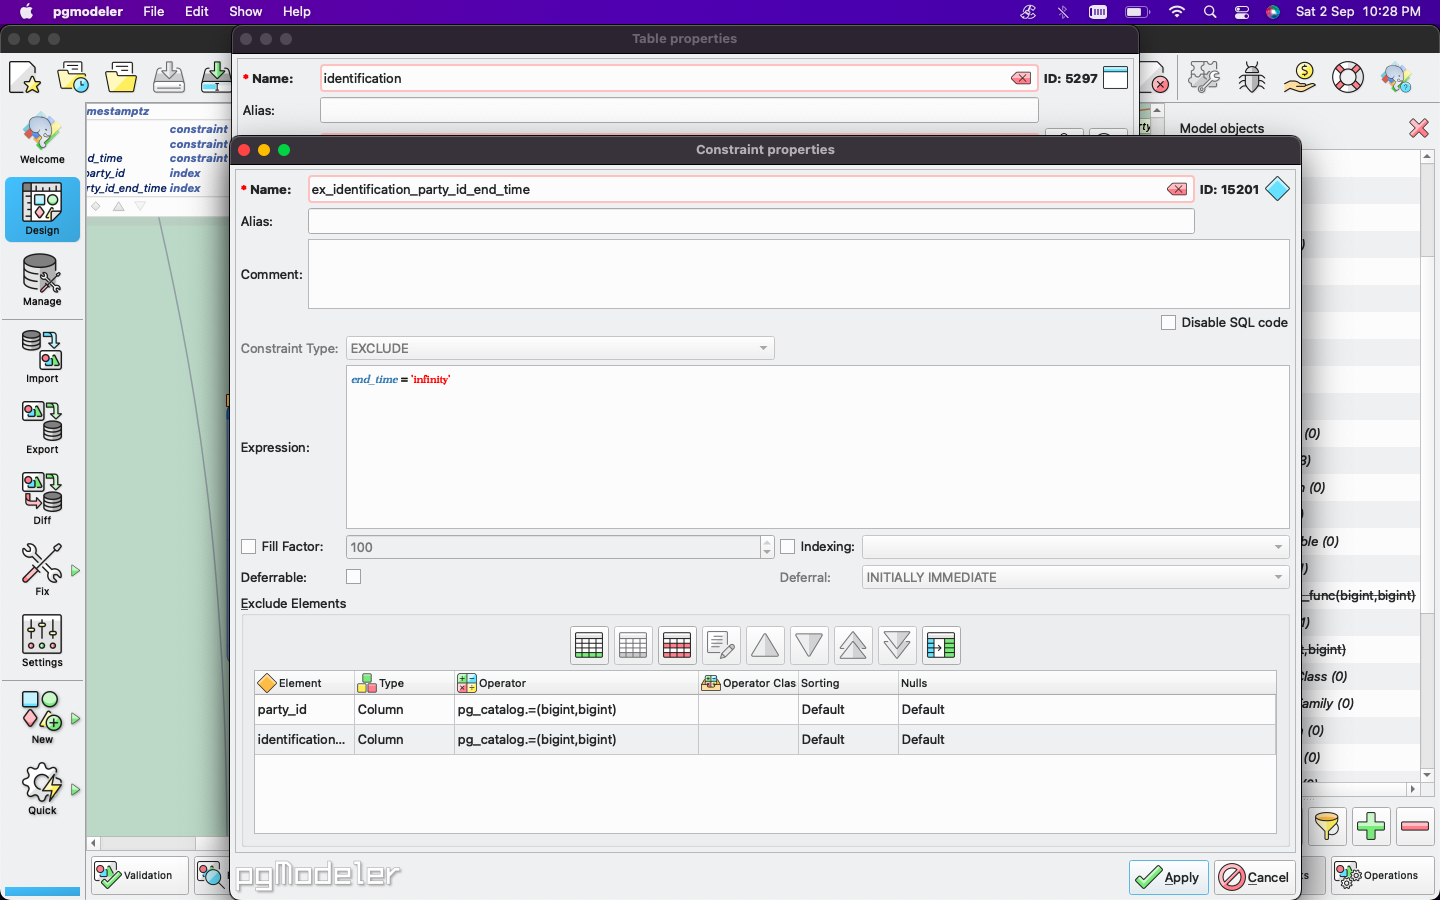 pgmodeler File Edit Show Help Sat 2 Sep 10:28 PM
Table properties
* Name: identification ID: 5297
Alias:
mestamptz
constraint
constraint
d_time constraint
party_id index
rty_id_end_time index
Model objects
Constraint properties
* Name: ex_identification_party_id_end_time ID: 15201
Alias:
Comment:
Disable SQL code
Constraint Type: EXCLUDE
end_time = 'infinity'
Expression:
Fill Factor: 100 Indexing:
Deferrable: Deferral: INITIALLY IMMEDIATE
Exclude Elements
Element Type Operator Operator Clas Sorting Nulls
party_id Column pg_catalog.=(bigint,bigint) Default Default
identification... Column pg_catalog.=(bigint,bigint) Default Default
pgModeler
Apply Cancel
Welcome
Design
Manage
Import
Export
Diff
Fix
Settings
New
Quick
Validation
(0)
3)
n (0)
ble (0)
_func(bigint,bigint)
1)
t,bigint)
Class (0)
amily (0)
(0)
(0)
ts
Operations